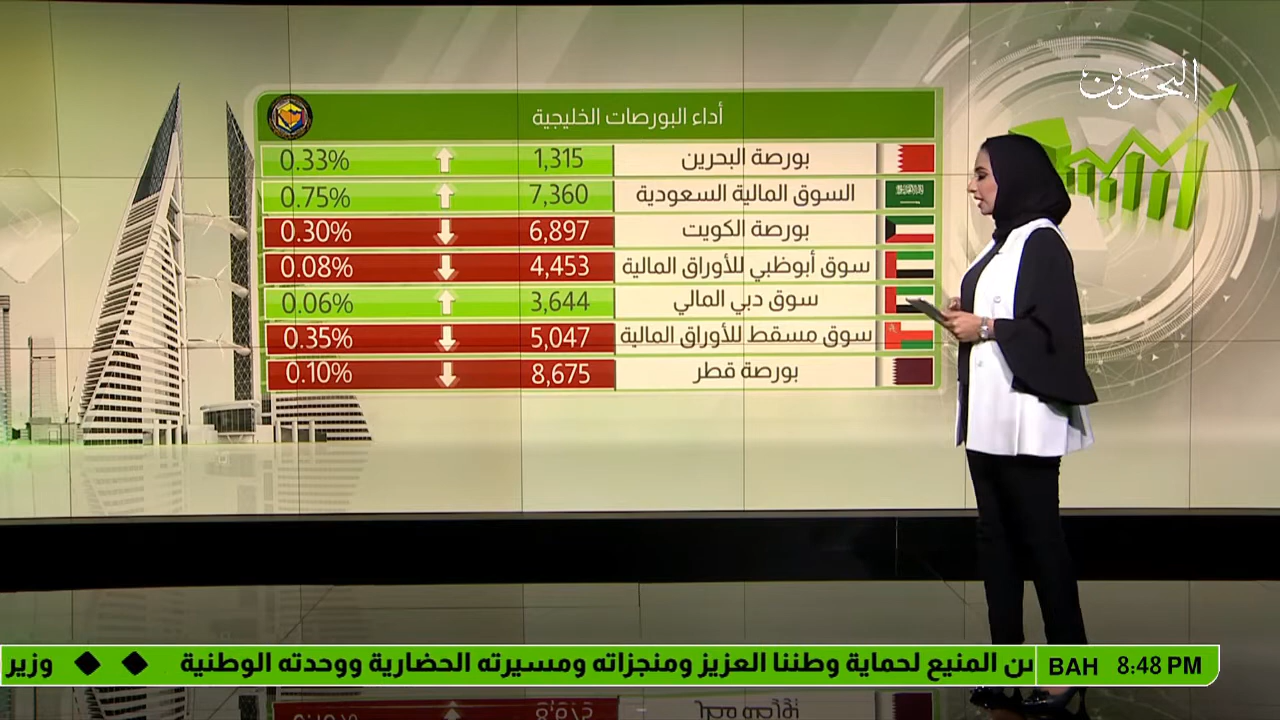 البحرين
أداء البورصات الخليجية
بورصة البحرين 1,315 0.33%
السوق المالية السعودية 7,360 0.75%
بورصة الكويت 6,897 0.30%
سوق أبوظبي للأوراق المالية 4,453 0.08%
سوق دبي المالي 3,644 0.06%
سوق مسقط للأوراق المالية 5,047 0.35%
بورصة قطر 8,675 0.10%
BAH 8:48 PM
المنيع لحماية وطننا العزيز ومنجزاته ومسيرته الحضارية ووحدته الوطنية ◆ ◆ وزير